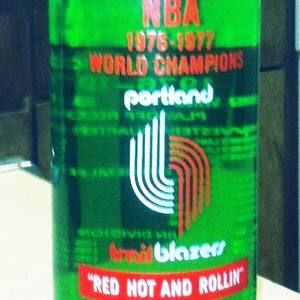 NBA
1976-1977
WORLD CHAMPIONS
portland
trail blazers
"RED HOT AND ROLLIN"